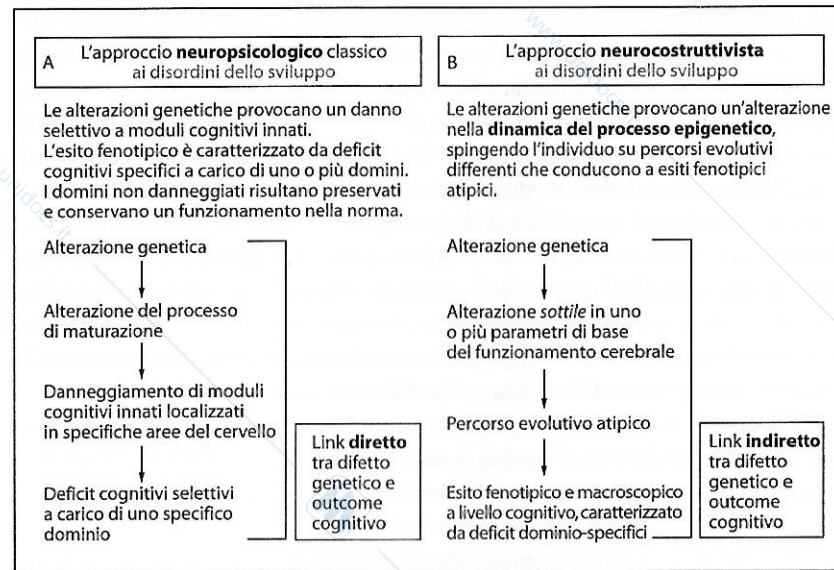 A
L'approccio neuropsicologico classico
ai disordini dello sviluppo
Le alterazioni genetiche provocano un danno
selettivo a moduli cognitivi innati.
L'esito fenotipico è caratterizzato da deficit
cognitivi specifici a carico di uno o più domini.
I domini non danneggiati risultano preservati
e conservano un funzionamento nella norma.
Alterazione genetica
Alterazione del processo
di maturazione
Danneggiamento di moduli
cognitivi innati localizzati
in specifiche aree del cervello
Deficit cognitivi selettivi
a carico di uno specifico
dominio
Link diretto
tra difetto
genetico e
outcome
cognitivo
B
L'approccio neurocostruttivista
ai disordini dello sviluppo
Le alterazioni genetiche provocano un'alterazione
nella dinamica del processo epigenetico,
spingendo l'individuo su percorsi evolutivi
differenti che conducono a esiti fenotipici
atipici.
Alterazione genetica
Alterazione sottile in uno
o più parametri di base
del funzionamento cerebrale
Percorso evolutivo atipico
Esito fenotipico e macroscopico
a livello cognitivo, caratterizzato
da deficit dominio-specifici
Link indiretto
tra difetto
genetico e
outcome
cognitivo
unidocs.it